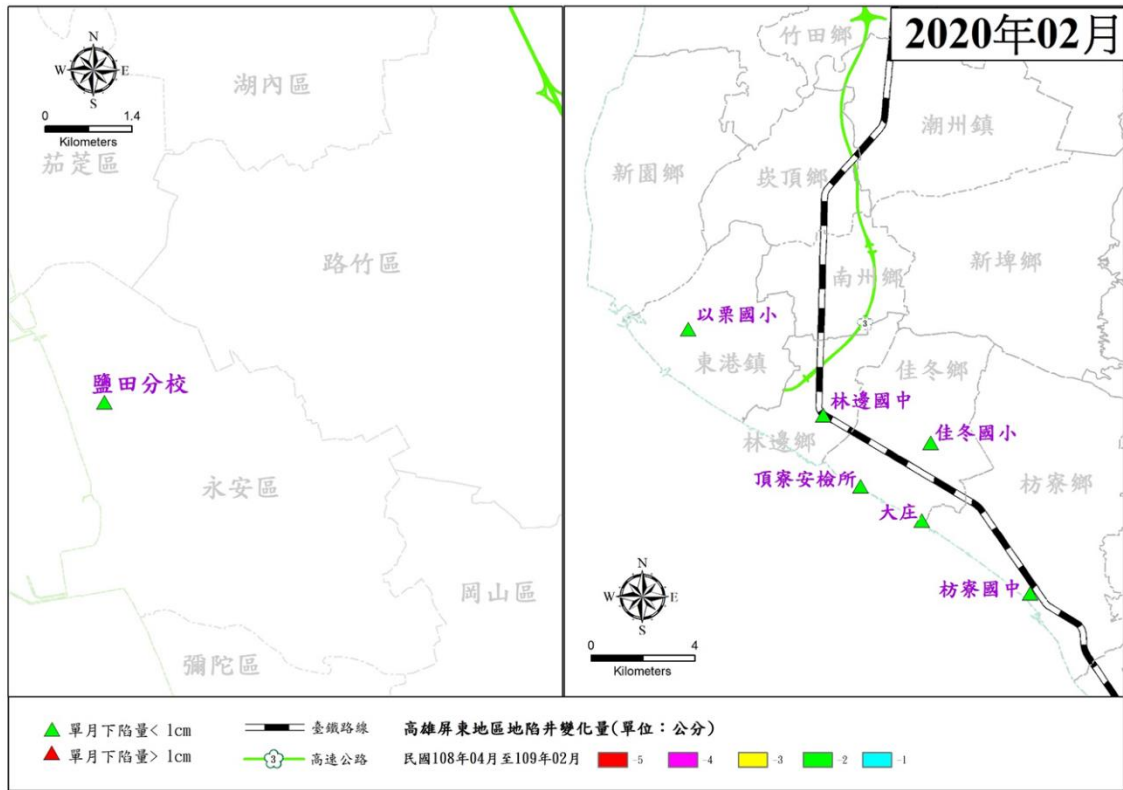 2020年02月
N
W E
S
0 1.4
Kilometers
湖內區
茄萣區
路竹區
鹽田分校
永安區
岡山區
彌陀區
竹田鄉
潮州鎮
新園鄉
崁頂鄉
新埤鄉
南州鄉
以栗國小
3
東港鎮
佳冬鄉
林邊國中
林邊鄉
佳冬國小
頂寮安檢所
枋寮鄉
大庄
枋寮國中
N
W E
S
0 4
Kilometers
單月下陷量< 1cm
臺鐵路線
高雄屏東地區地陷井變化量(單位：公分)
單月下陷量> 1cm
3
高速公路
民國108年04月至109年02月
-5
-4
-3
-2
-1